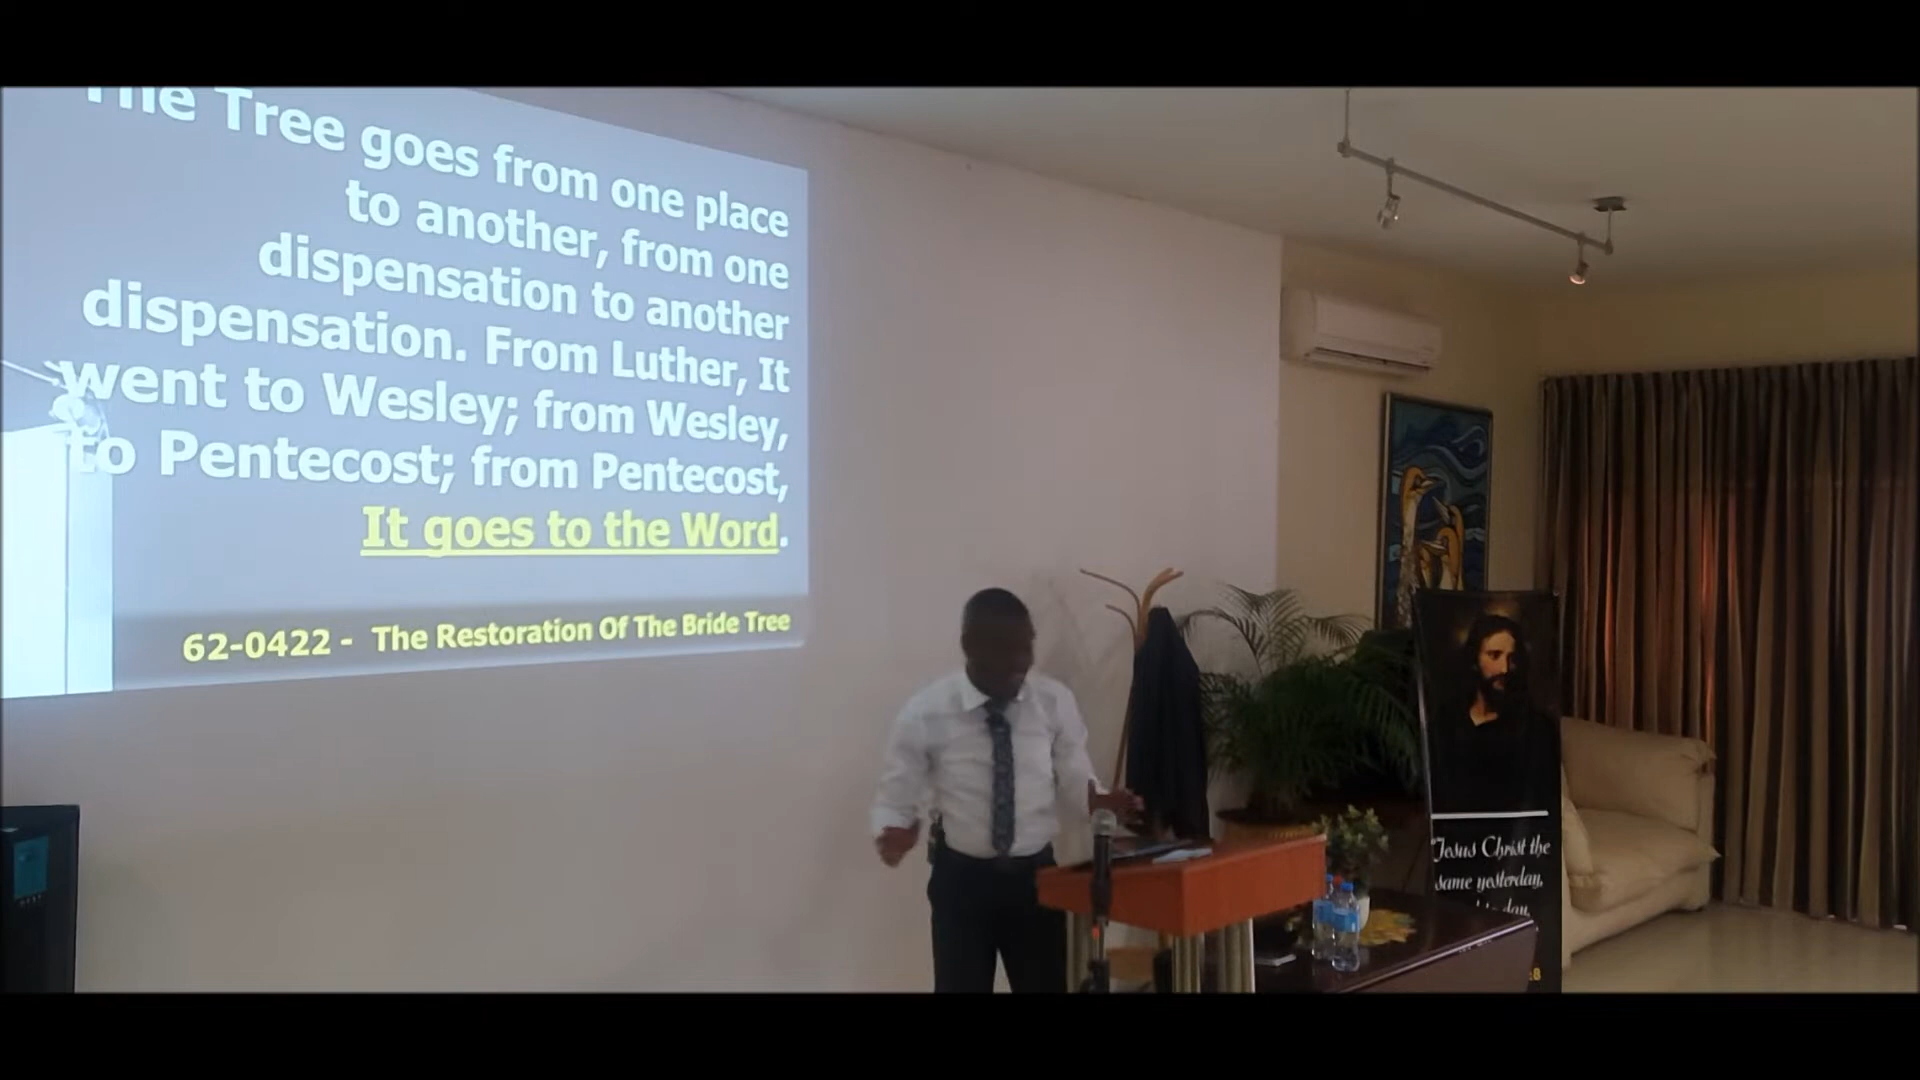 The Tree goes from one place
to another, from one
dispensation to another
dispensation. From Luther, It
went to Wesley; from Wesley,
to Pentecost; from Pentecost,
It goes to the Word.
62-0422 - The Restoration Of The Bride Tree
"Jesus Christ the
same yesterday,
day,
:8